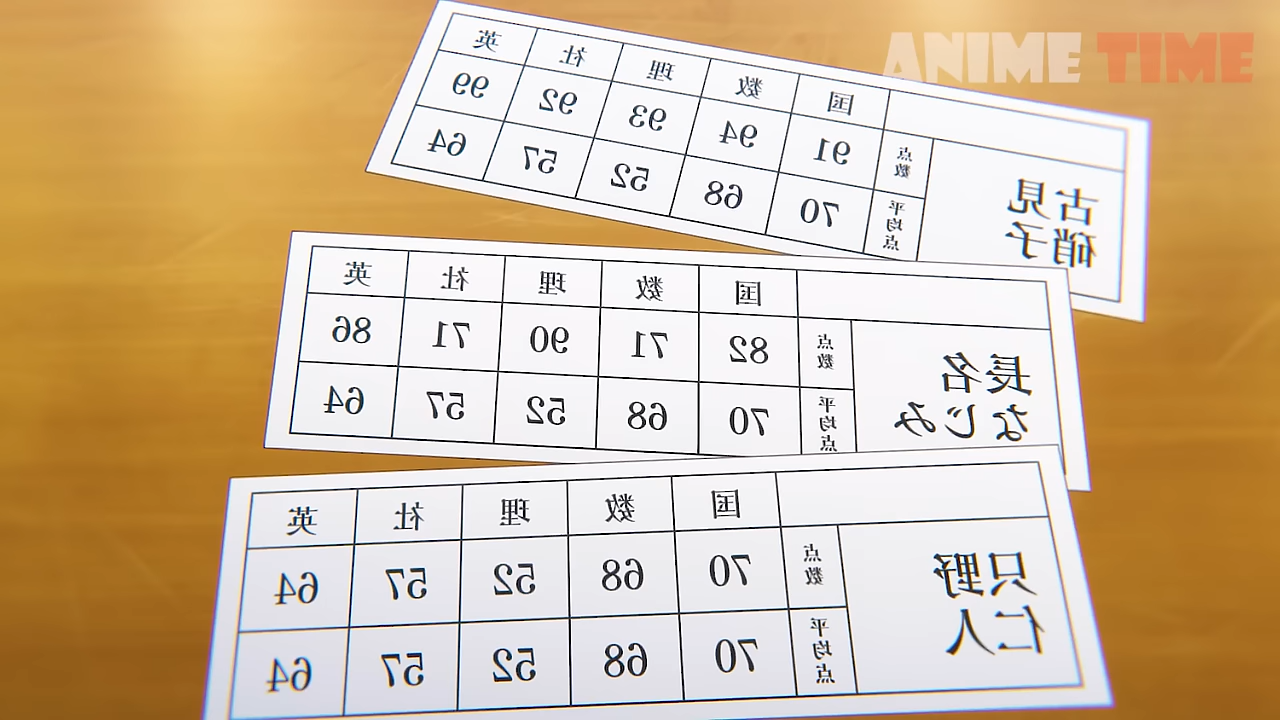 ANIME TIME
国 数 理 社 英
古見
硝子
点数 91 94 93 92 99
平均点 70 68 52 57 64
国 数 理 社 英
長名
なじみ
点数 82 71 90 71 86
平均点 70 68 52 57 64
国 数 理 社 英
只野
仁人
点数 70 68 52 57 64
平均点 70 68 52 57 64